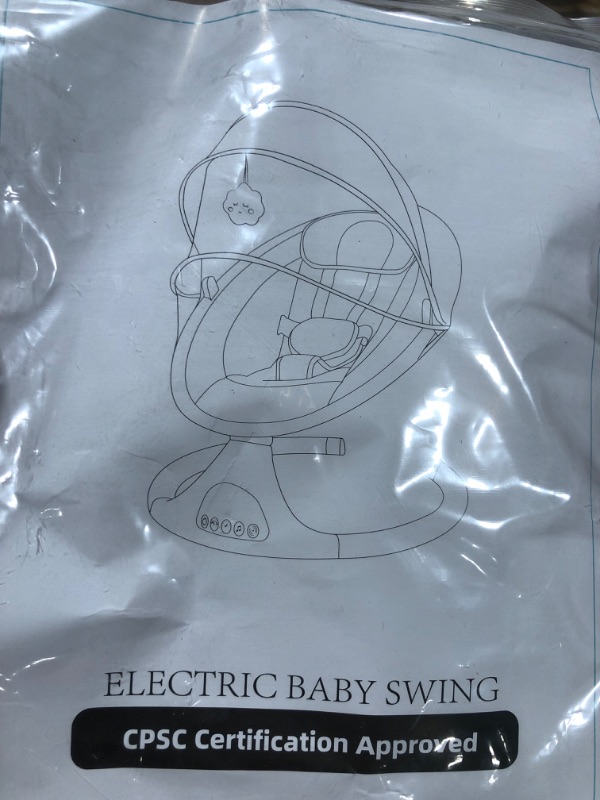 ELECTRIC BABY SWING
CPSC Certification Approved